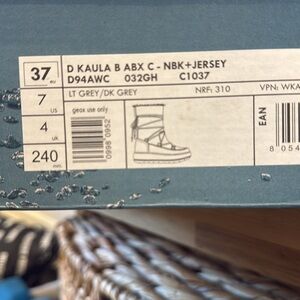 37 EU
D KAULA B ABX C - NBK+JERSEY
D94AWC 032GH C1037
7 US
LT GREY/DK GREY
NRF: 310
VPN: WKA
4 UK
geox use only
0998 0952
240
EAN
8 054